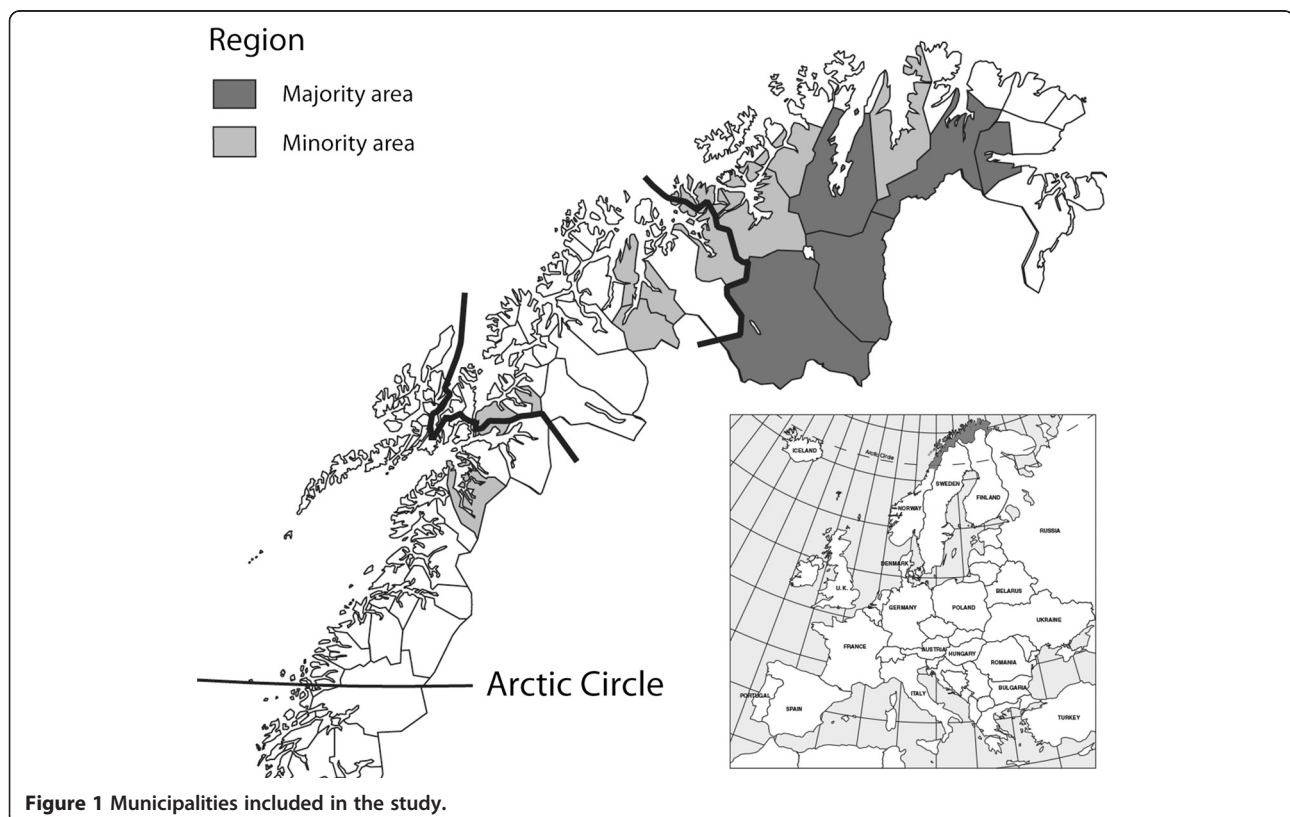 Region
Majority area
Minority area
Arctic Circle
ICELAND
Arctic Circle
SWEDEN
FINLAND
NORWAY
RUSSIA
DENMARK
U.K.
BELARUS
GERMANY
POLAND
UKRAINE
FRANCE
AUSTRIA
HUNGARY
ROMANIA
ITALY
BULGARIA
PORTUGAL
SPAIN
TURKEY
Figure 1 Municipalities included in the study.